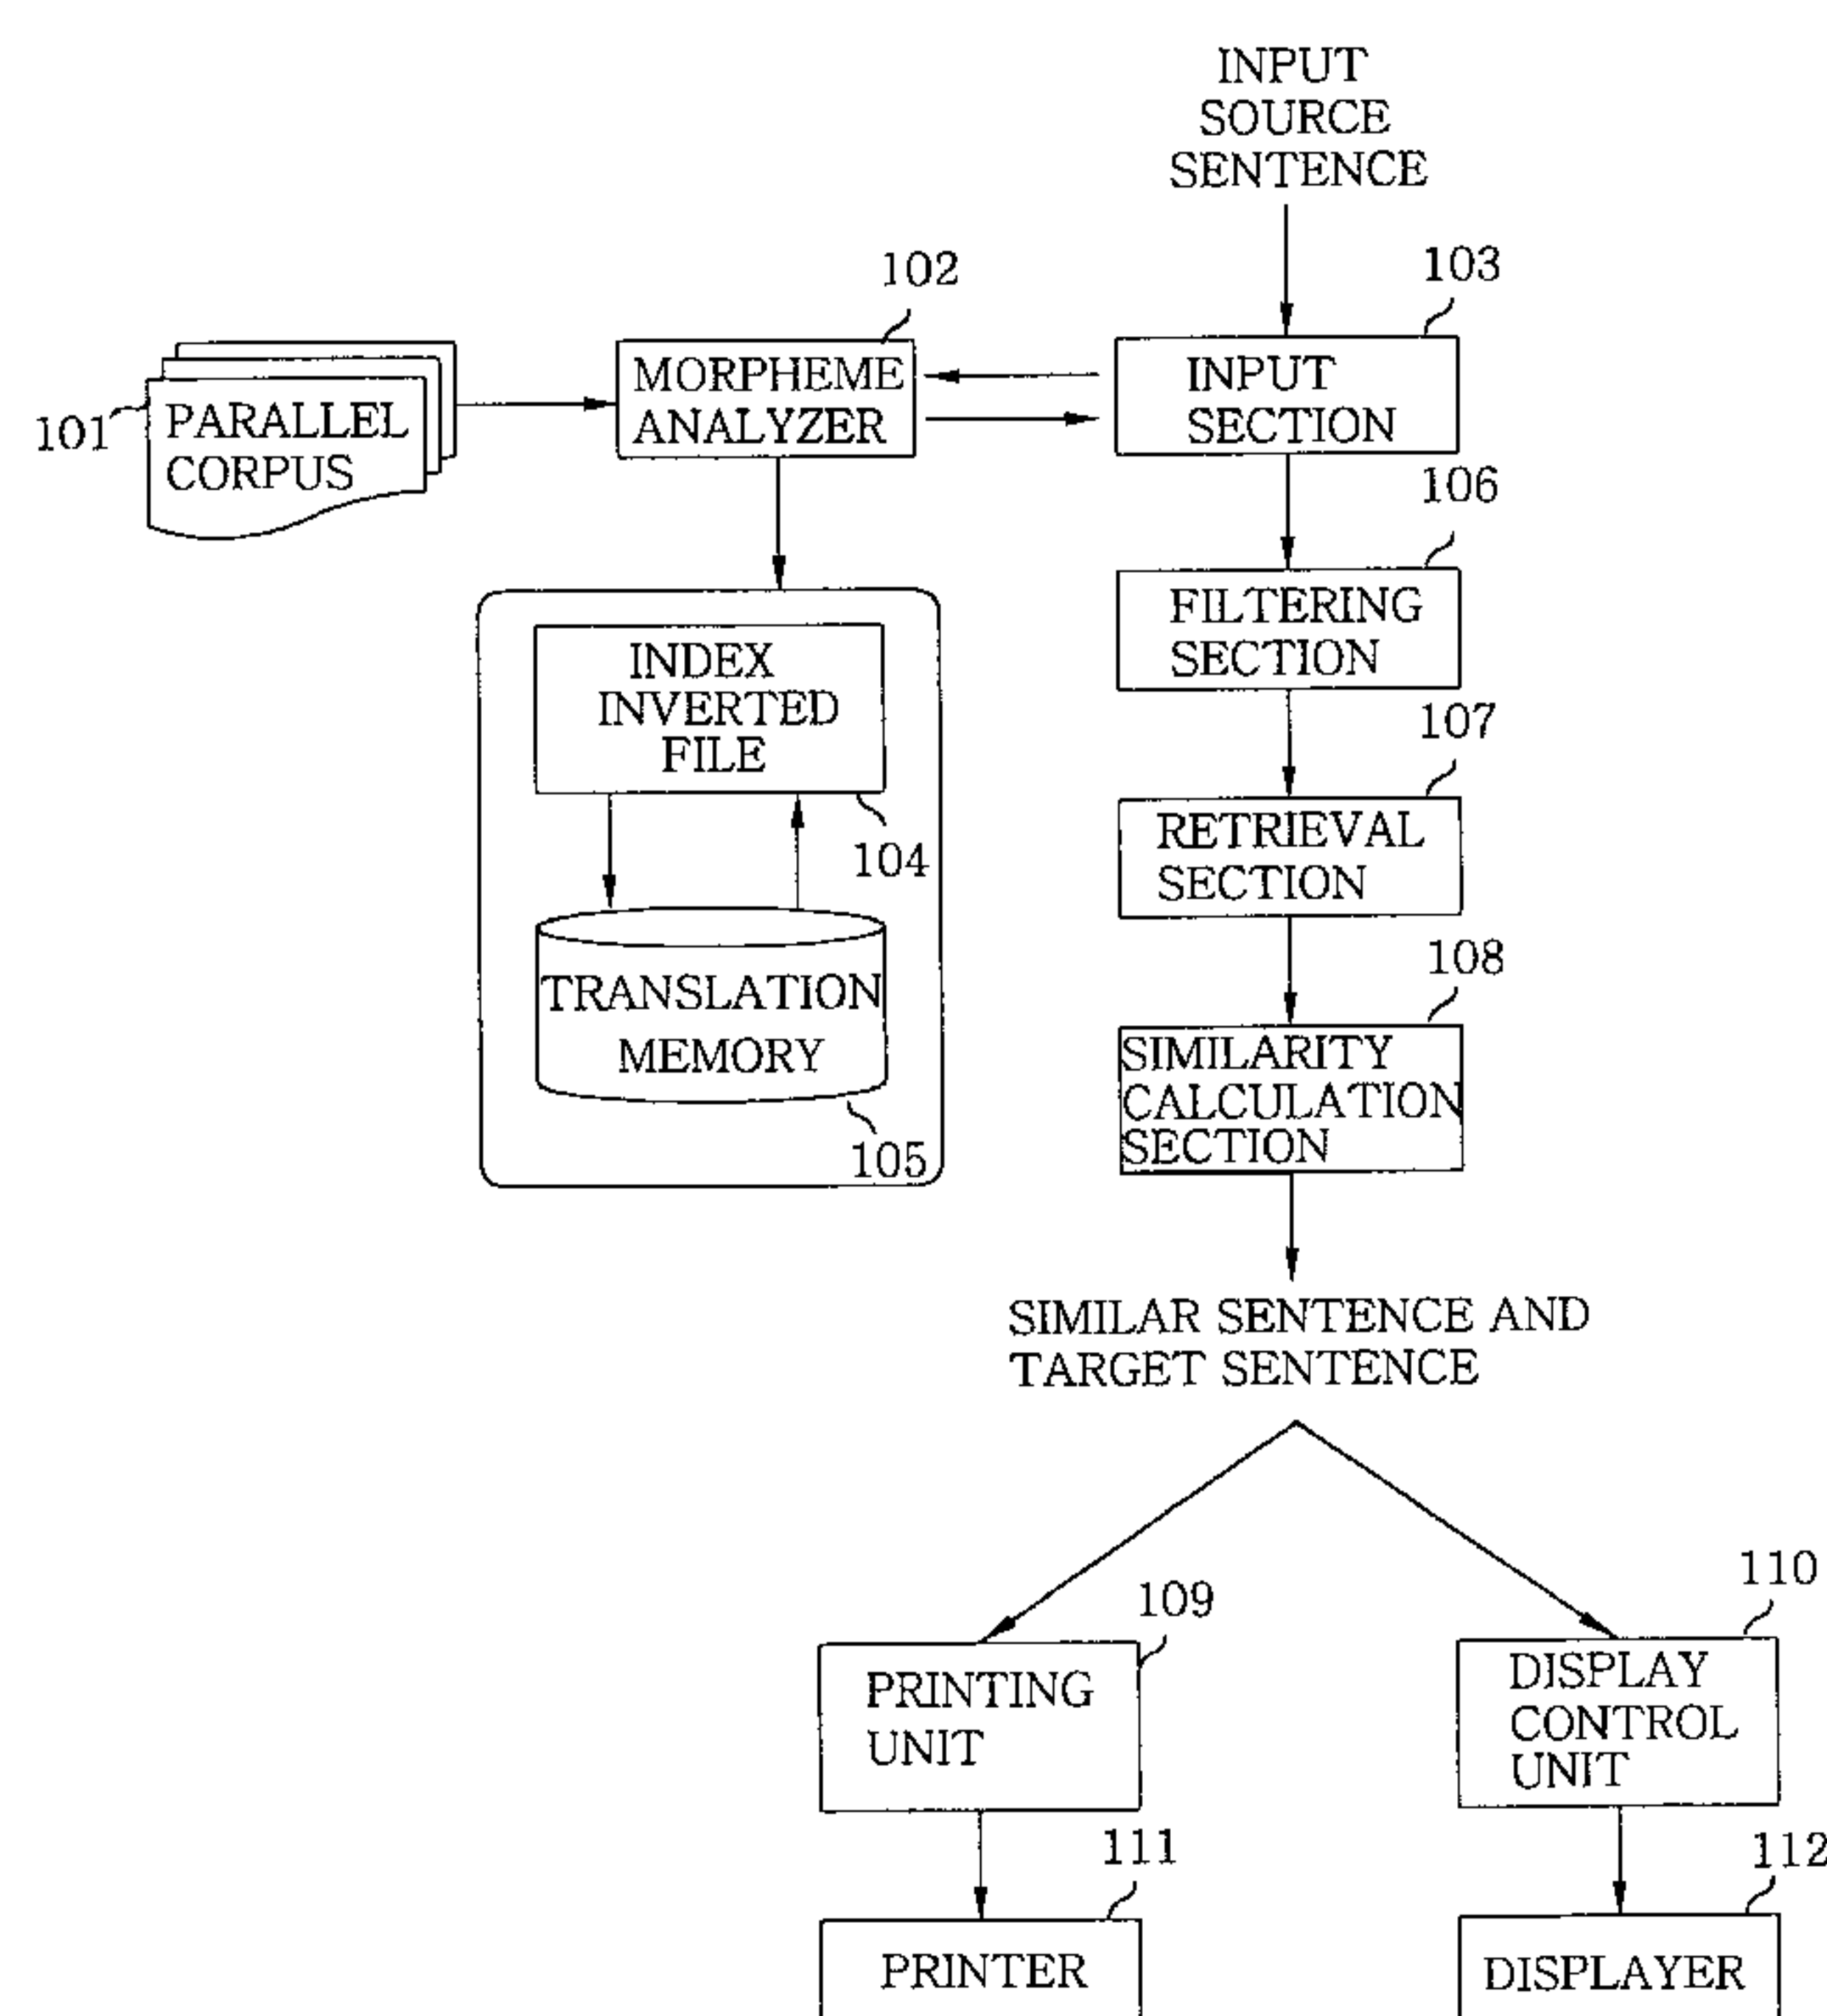 INPUT
SOURCE
SENTENCE
102
103
101
PARALLEL
CORPUS
MORPHEME
ANALYZER
INPUT
SECTION
106
FILTERING
SECTION
INDEX
INVERTED
FILE
104
107
RETRIEVAL
SECTION
TRANSLATION
MEMORY
105
108
SIMILARITY
CALCULATION
SECTION
SIMILAR SENTENCE AND
TARGET SENTENCE
109
110
PRINTING
UNIT
DISPLAY
CONTROL
UNIT
111
112
PRINTER
DISPLAYER